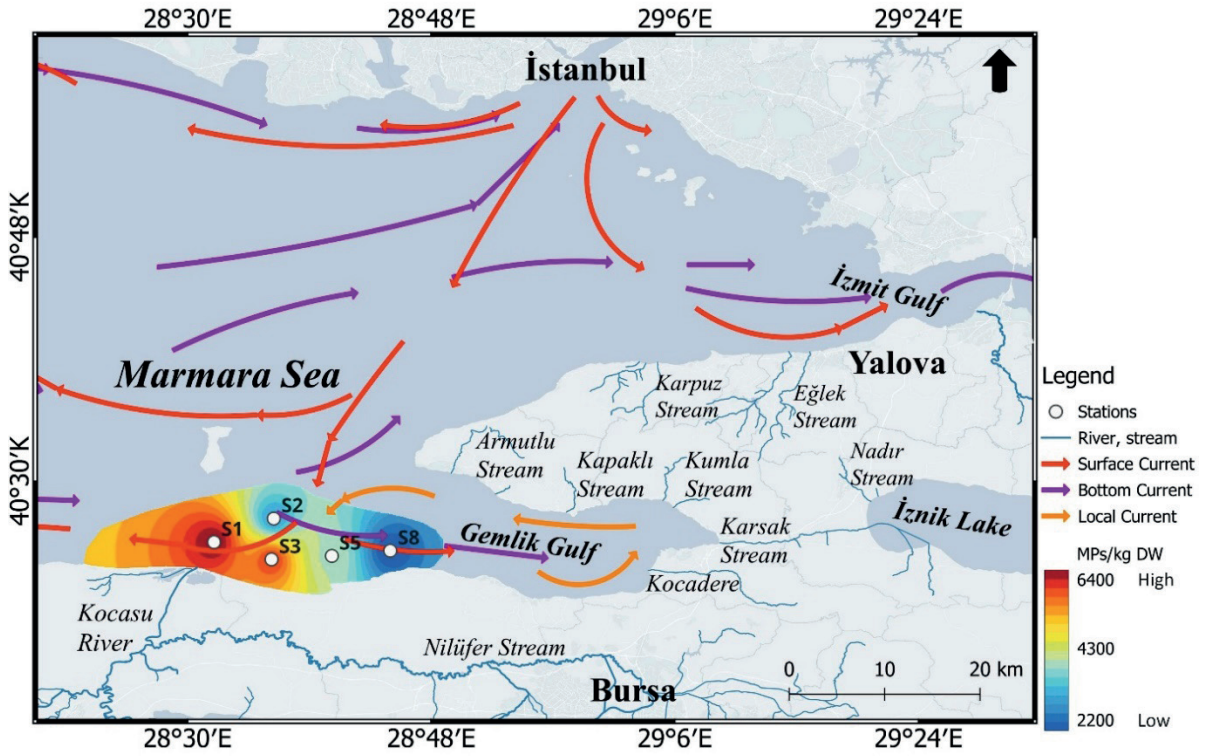 28°30′E
28°48′E
29°6′E
29°24′E
İstanbul
40°48′K
İzmit Gulf
Marmara Sea
Yalova
Karpuz
Stream
Eğlek
Stream
Armutlu
Stream
Kapaklı
Stream
Kumla
Stream
Nadır
Stream
40°30′K
S2
S1
S3
S5
S8
Gemlik Gulf
Karsak
Stream
İznik Lake
Kocadere
Kocasu
River
Nilüfer Stream
Bursa
0 10 20 km
28°30′E
28°48′E
29°6′E
29°24′E
Legend
Stations
River, stream
Surface Current
Bottom Current
Local Current
MPs/kg DW
6400 High
4300
2200 Low